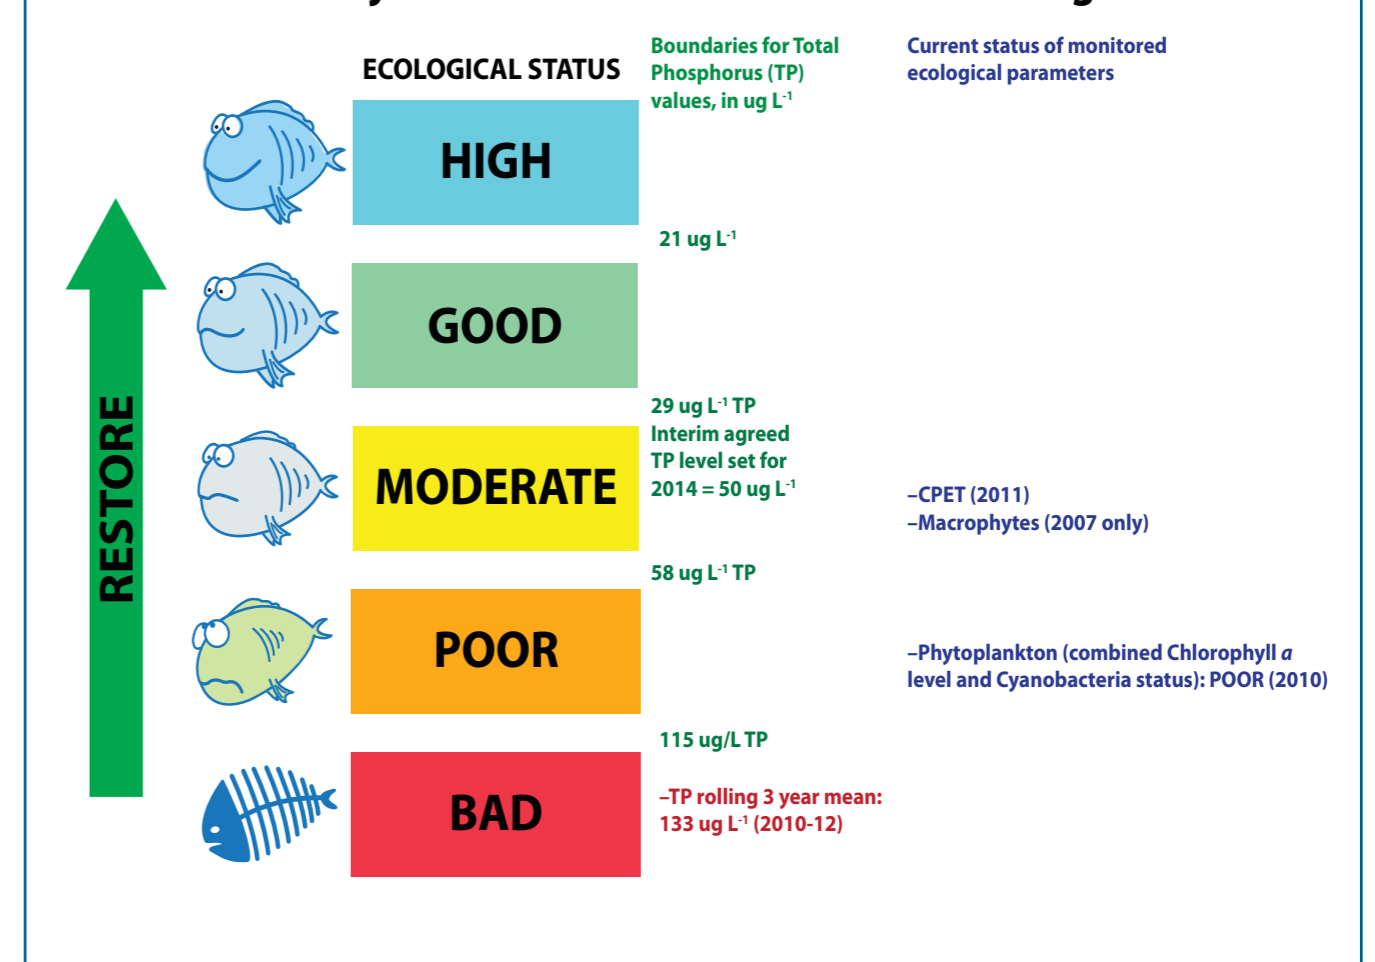 ECOLOGICAL STATUS
Boundaries for Total
Phosphorus (TP)
values, in ug L⁻¹
Current status of monitored
ecological parameters
HIGH
21 ug L⁻¹
GOOD
29 ug L⁻¹ TP
Interim agreed
TP level set for
2014 = 50 ug L⁻¹
MODERATE
–CPET (2011)
–Macrophytes (2007 only)
58 ug L⁻¹ TP
POOR
–Phytoplankton (combined Chlorophyll a
level and Cyanobacteria status): POOR (2010)
115 ug/L TP
BAD
–TP rolling 3 year mean:
133 ug L⁻¹ (2010-12)
RESTORE